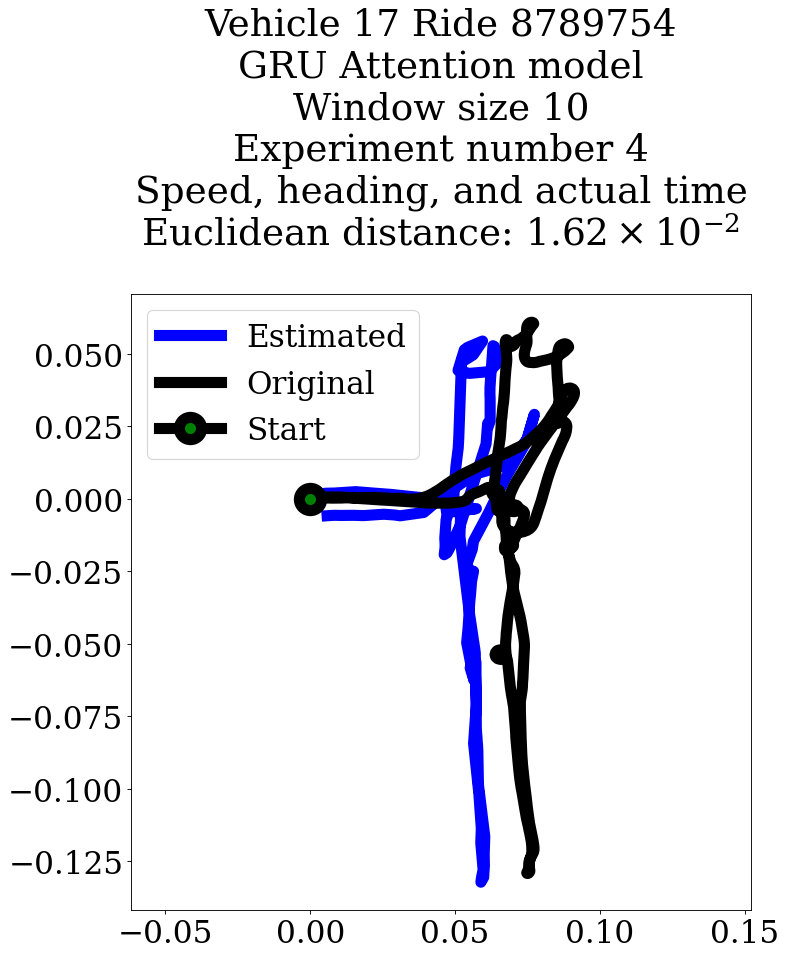 Vehicle 17 Ride 8789754
GRU Attention model
Window size 10
Experiment number 4
Speed, heading, and actual time
Euclidean distance: 1.62 × 10⁻²
Estimated
Original
Start
0.050
0.025
0.000
−0.025
−0.050
−0.075
−0.100
−0.125
−0.05 0.00 0.05 0.10 0.15